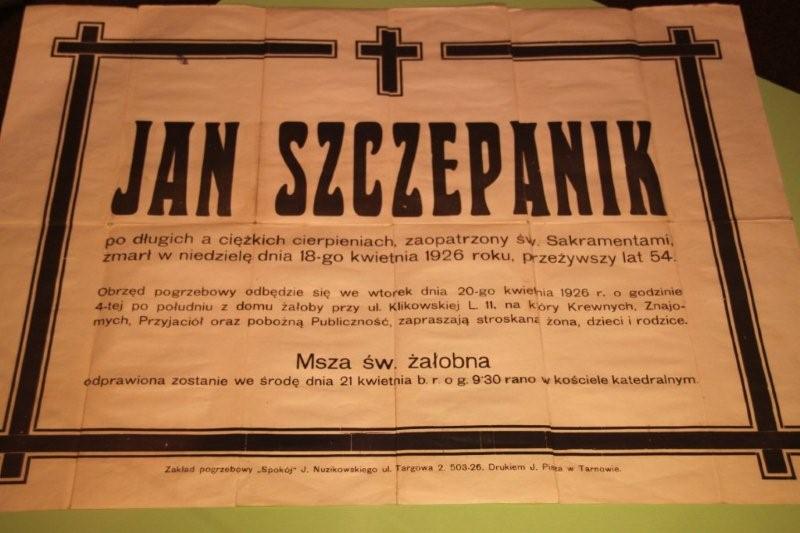 JAN SZCZEPANIK
po długich a ciężkich cierpieniach, zaopatrzony św. Sakramentami,
zmarł w niedzielę dnia 18-go kwietnia 1926 roku, przeżywszy lat 54.
Obrzęd pogrzebowy odbędzie się we wtorek dnia 20-go kwietnia 1926 r. o godzinie
4-tej po południu z domu żałoby przy ul. Klikowskiej L. 11. na który Krewnych, Znajo-
mych, Przyjaciół oraz pobożną Publiczność, zapraszają stroskana żona, dzieci i rodzice.
Msza św. żałobna
odprawiona zostanie we środę dnia 21 kwietnia b. r. o g. 9·30 rano w kościele katedralnym.
Zakład pogrzebowy „Spokój" J. Nuzikowskiego ul. Targowa 2. 503-26. Drukiem J. Pisza w Tarnowie.